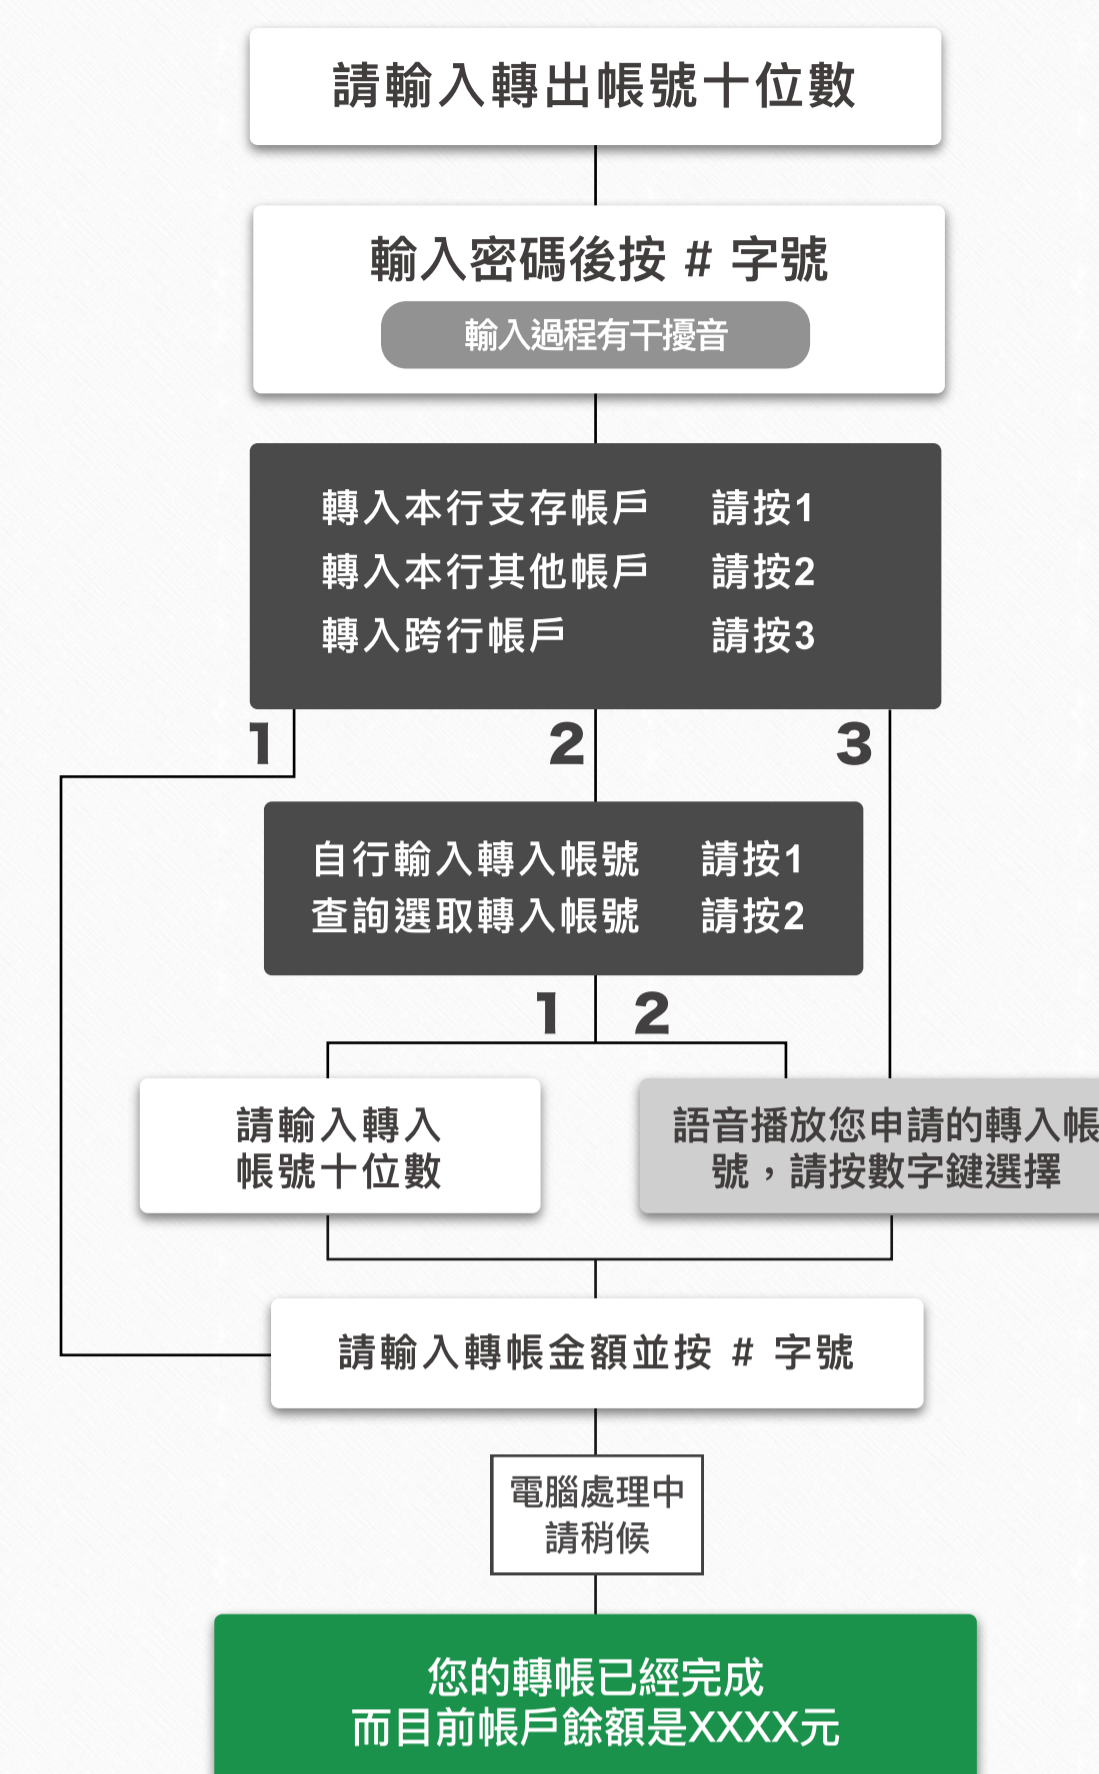 請輸入轉出帳號十位數
輸入密碼後按 # 字號
輸入過程有干擾音
轉入本行支存帳戶 請按1
轉入本行其他帳戶 請按2
轉入跨行帳戶 請按3
1 2 3
自行輸入轉入帳號 請按1
查詢選取轉入帳號 請按2
1 2
請輸入轉入
帳號十位數
語音播放您申請的轉入帳
號，請按數字鍵選擇
請輸入轉帳金額並按 # 字號
電腦處理中
請稍候
您的轉帳已經完成
而目前帳戶餘額是XXXX元